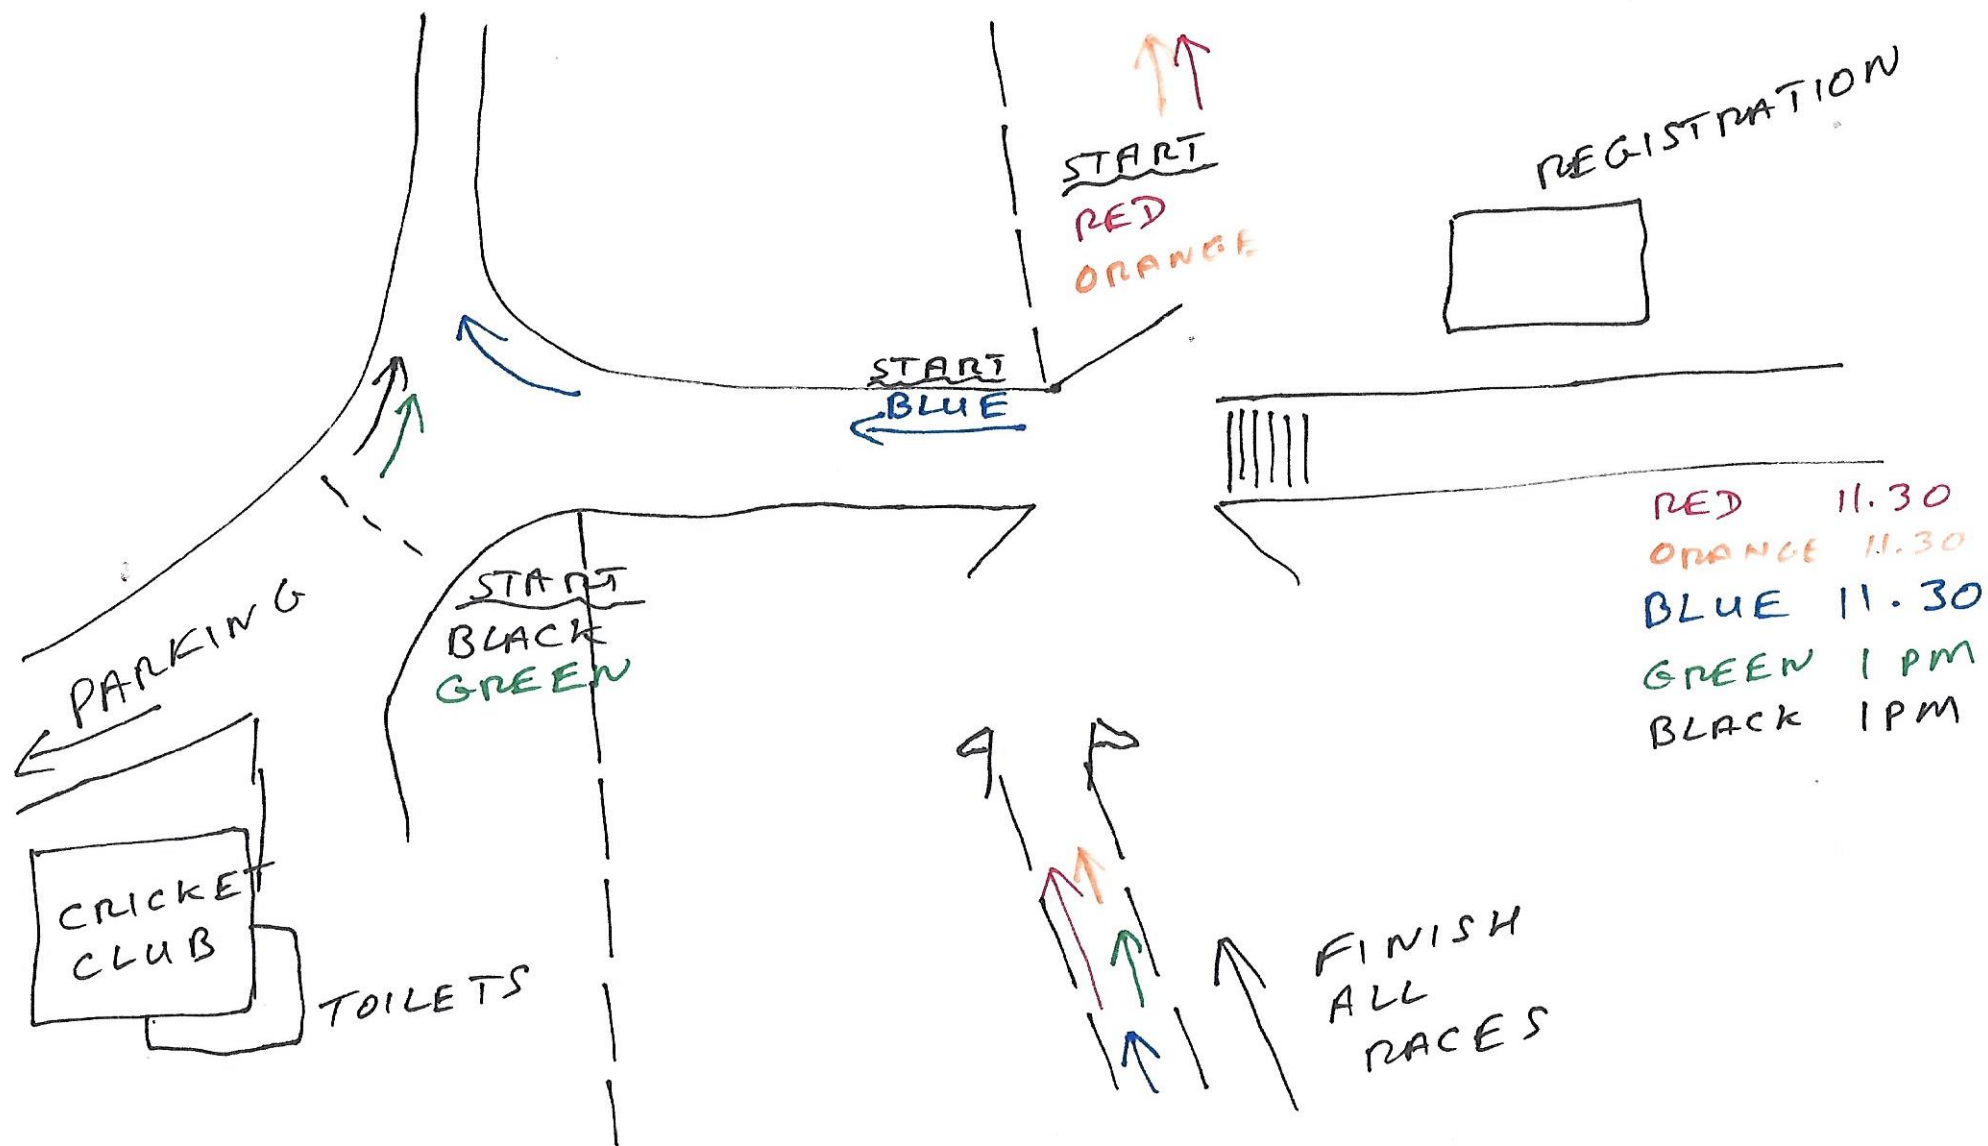 REGISTRATION
START
RED
ORANGE
START
BLUE
RED 11.30
ORANGE 11.30
BLUE 11.30
GREEN 1 PM
BLACK 1PM
START
BLACK
GREEN
PARKING
CRICKET
CLUB
TOILETS
FINISH
ALL
RACES